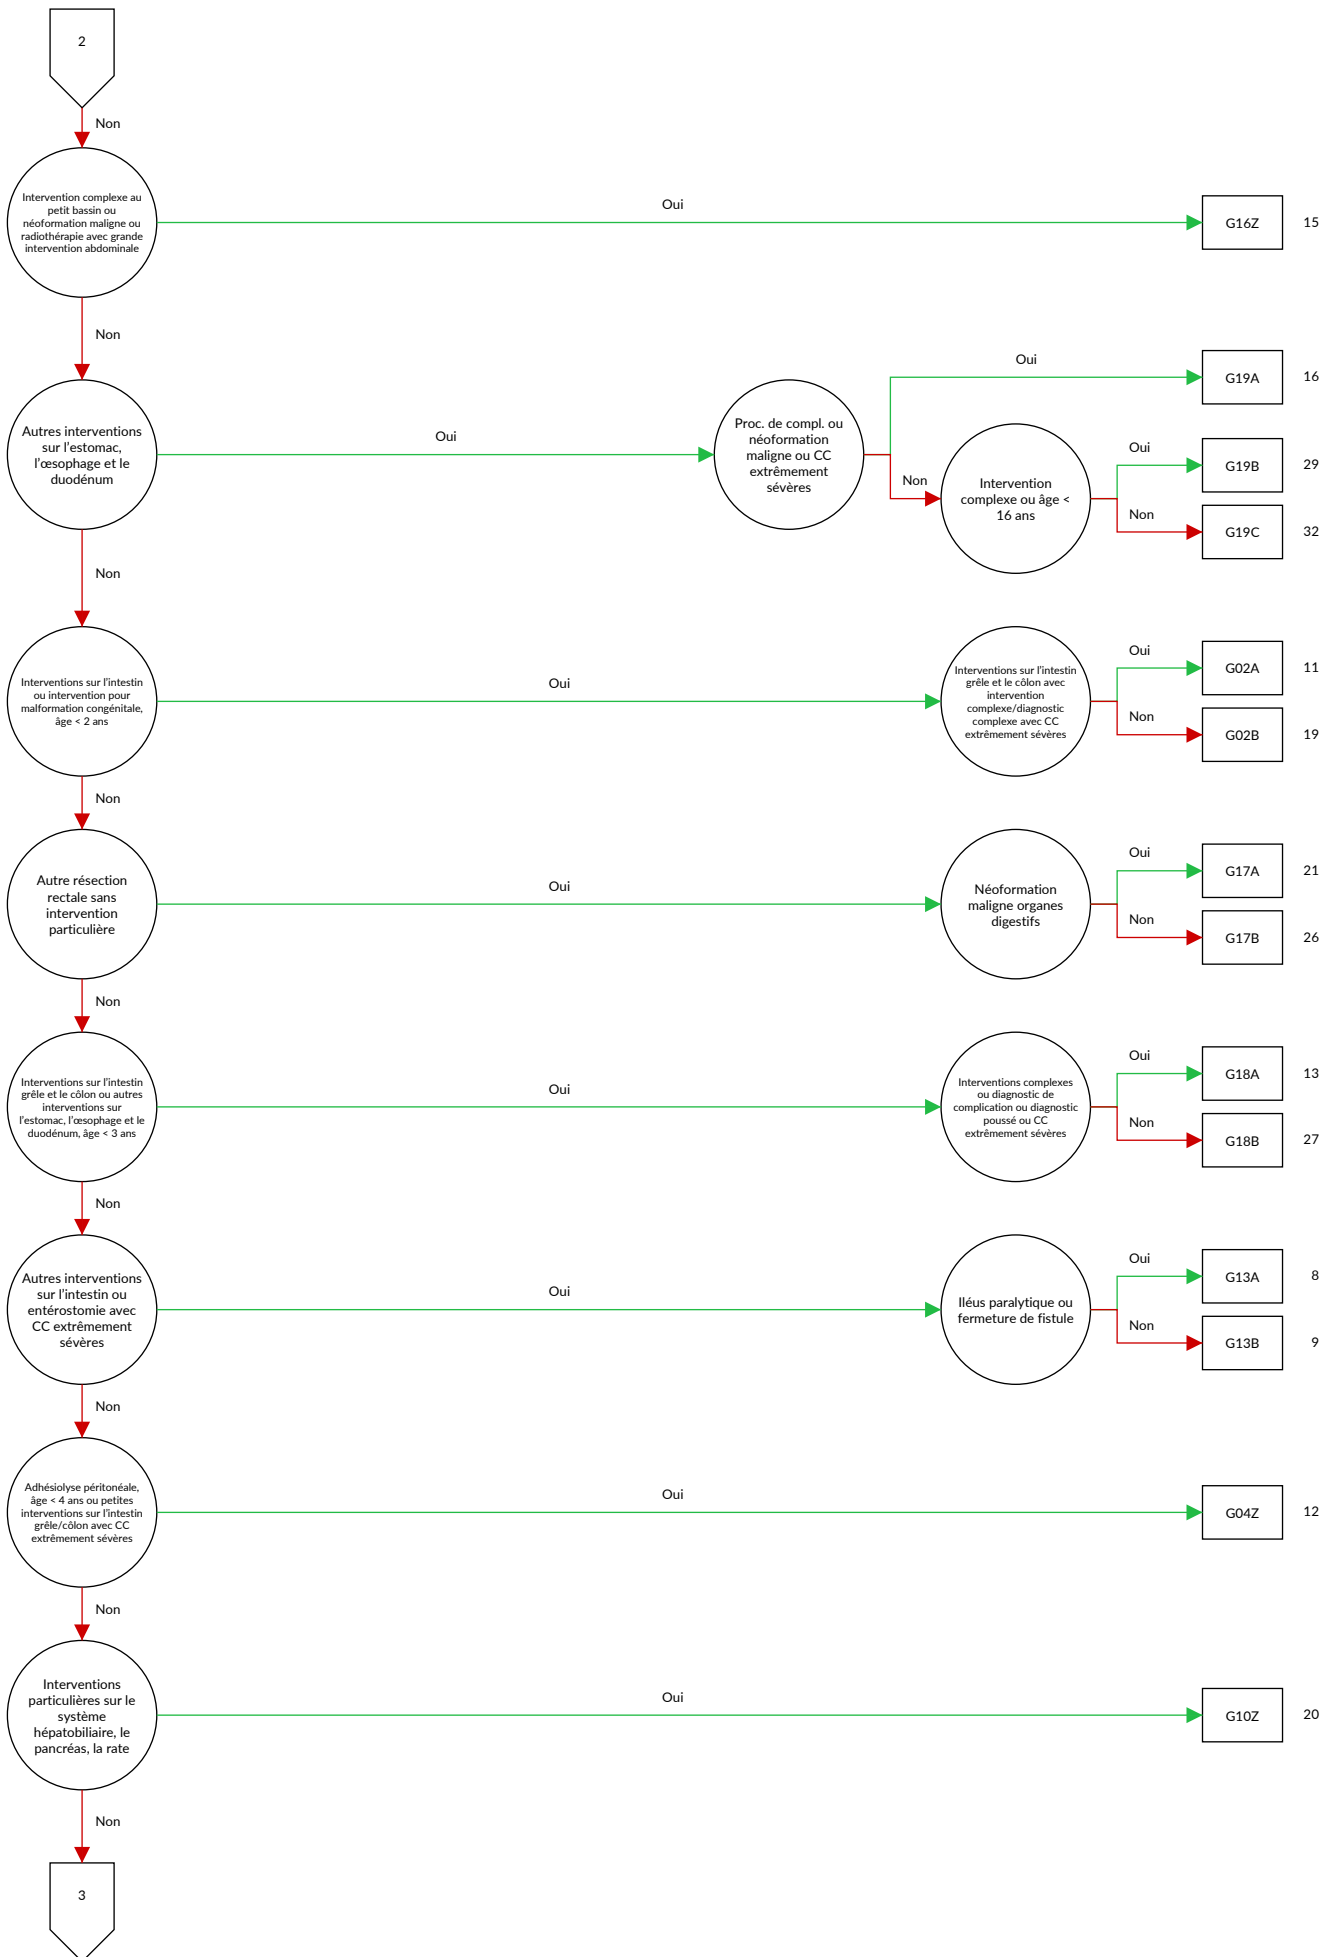 2
Non
Intervention complexe au
petit bassin ou
néoformation maligne ou
radiothérapie avec grande
intervention abdominale
Oui
G16Z
15
Non
Autres interventions
sur l'estomac,
l'œsophage et le
duodénum
Oui
Proc. de compl. ou
néoformation
maligne ou CC
extrêmement
sévères
Oui
G19A
16
Non
Intervention
complexe ou âge <
16 ans
Oui
G19B
29
Non
G19C
32
Non
Interventions sur l'intestin
ou intervention pour
malformation congénitale,
âge < 2 ans
Oui
Interventions sur l'intestin
grêle et le côlon avec
intervention
complexe/diagnostic
complexe avec CC
extrêmement sévères
Oui
G02A
11
Non
G02B
19
Non
Autre résection
rectale sans
intervention
particulière
Oui
Néoformation
maligne organes
digestifs
Oui
G17A
21
Non
G17B
26
Non
Interventions sur l'intestin
grêle et le côlon ou autres
interventions sur
l'estomac, l'œsophage et le
duodénum, âge < 3 ans
Oui
Interventions complexes
ou diagnostic de
complication ou diagnostic
poussé ou CC
extrêmement sévères
Oui
G18A
13
Non
G18B
27
Non
Autres interventions
sur l'intestin ou
entérostomie avec
CC extrêmement
sévères
Oui
Iléus paralytique ou
fermeture de fistule
Oui
G13A
8
Non
G13B
9
Non
Adhésiolyse péritonéale,
âge < 4 ans ou petites
interventions sur l'intestin
grêle/côlon avec CC
extrêmement sévères
Oui
G04Z
12
Non
Interventions
particulières sur le
système
hépatobiliaire, le
pancréas, la rate
Oui
G10Z
20
Non
3